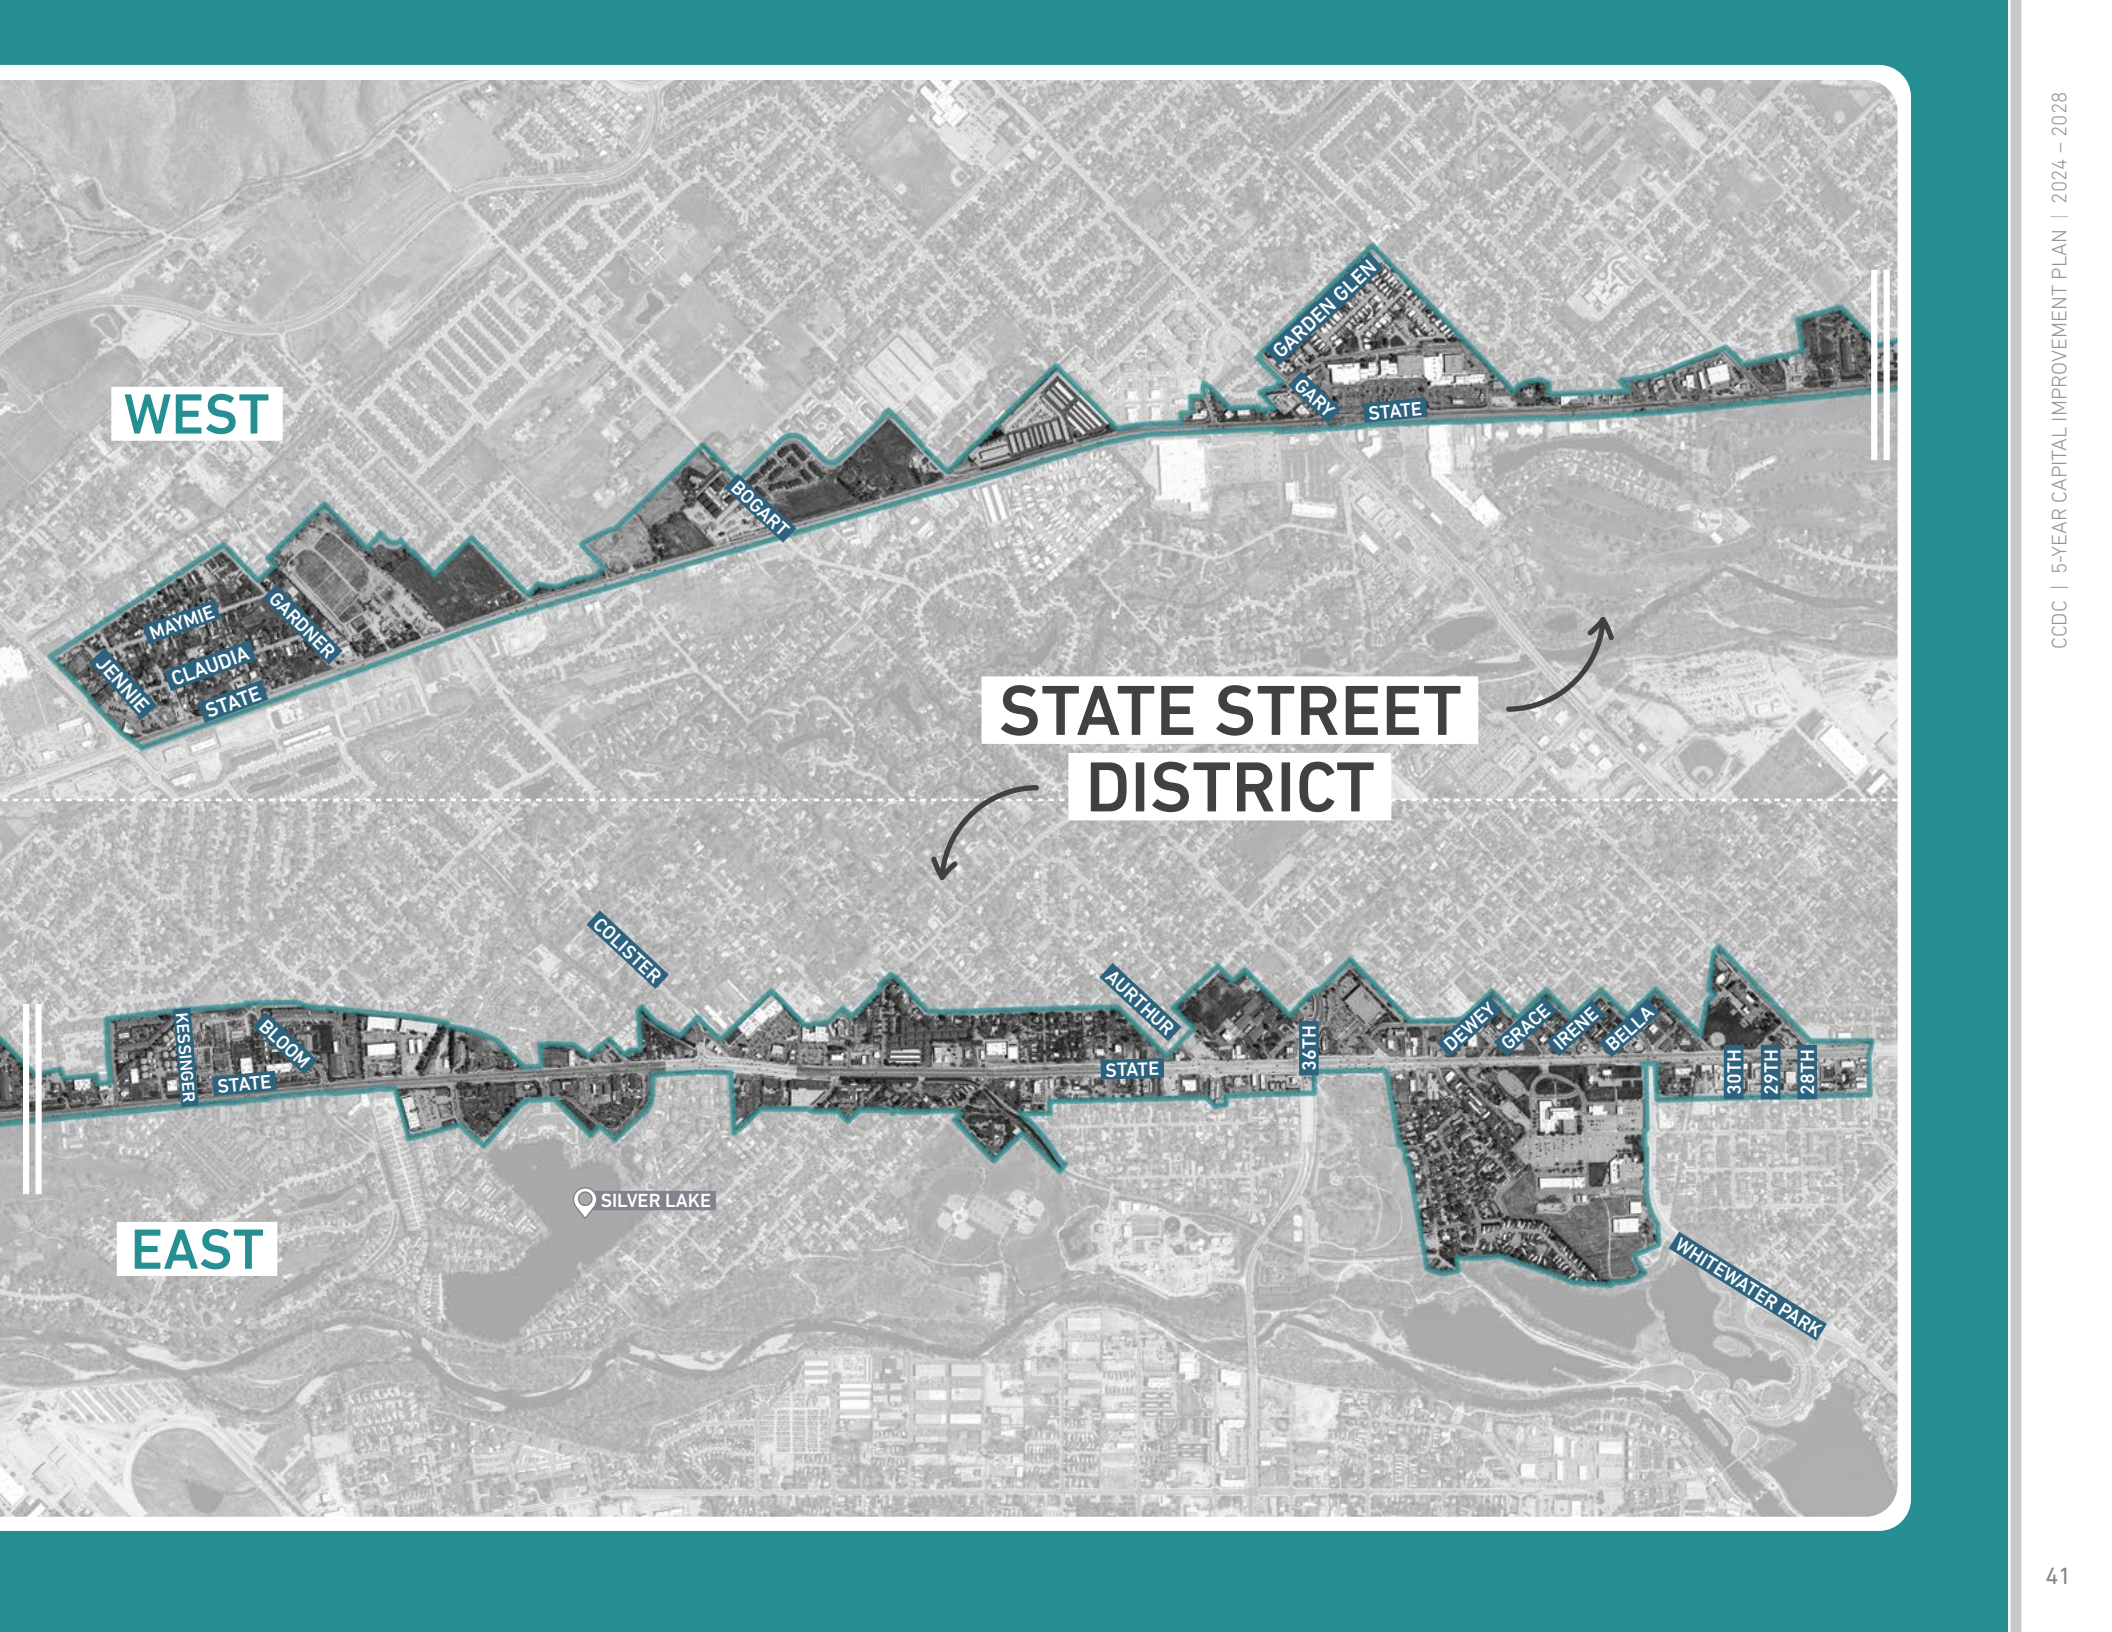 CCDC | 5-YEAR CAPITAL IMPROVEMENT PLAN | 2024 – 2028
WEST
GARDEN GLEN
GARY
STATE
BOGART
MAYMIE
GARDNER
CLAUDIA
JENNIE
STATE
STATE STREET
DISTRICT
COLISTER
AURTHUR
KESSINGER
BLOOM
STATE
STATE
36TH
DEWEY
GRACE
IRENE
BELLA
30TH
29TH
28TH
SILVER LAKE
EAST
WHITEWATER PARK
41